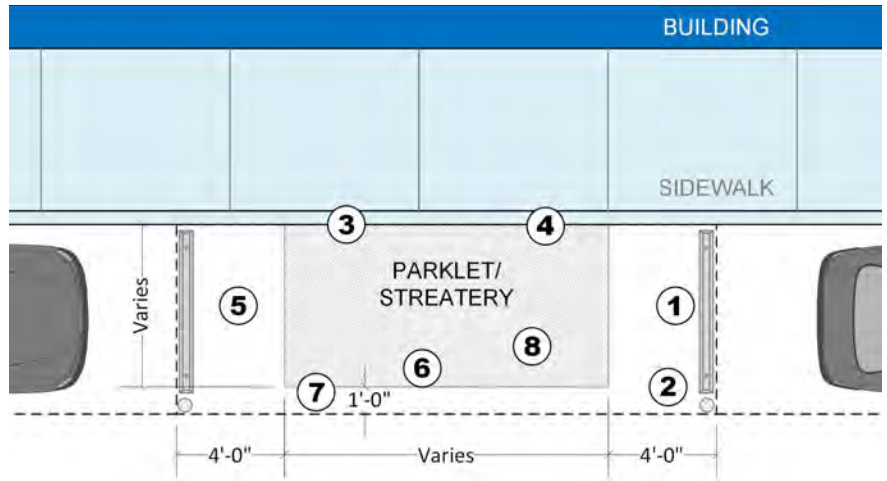 BUILDING
SIDEWALK
3
4
PARKLET/
STREATERY
Varies
5
1
8
6
7
1'-0"
2
4'-0"
Varies
4'-0"